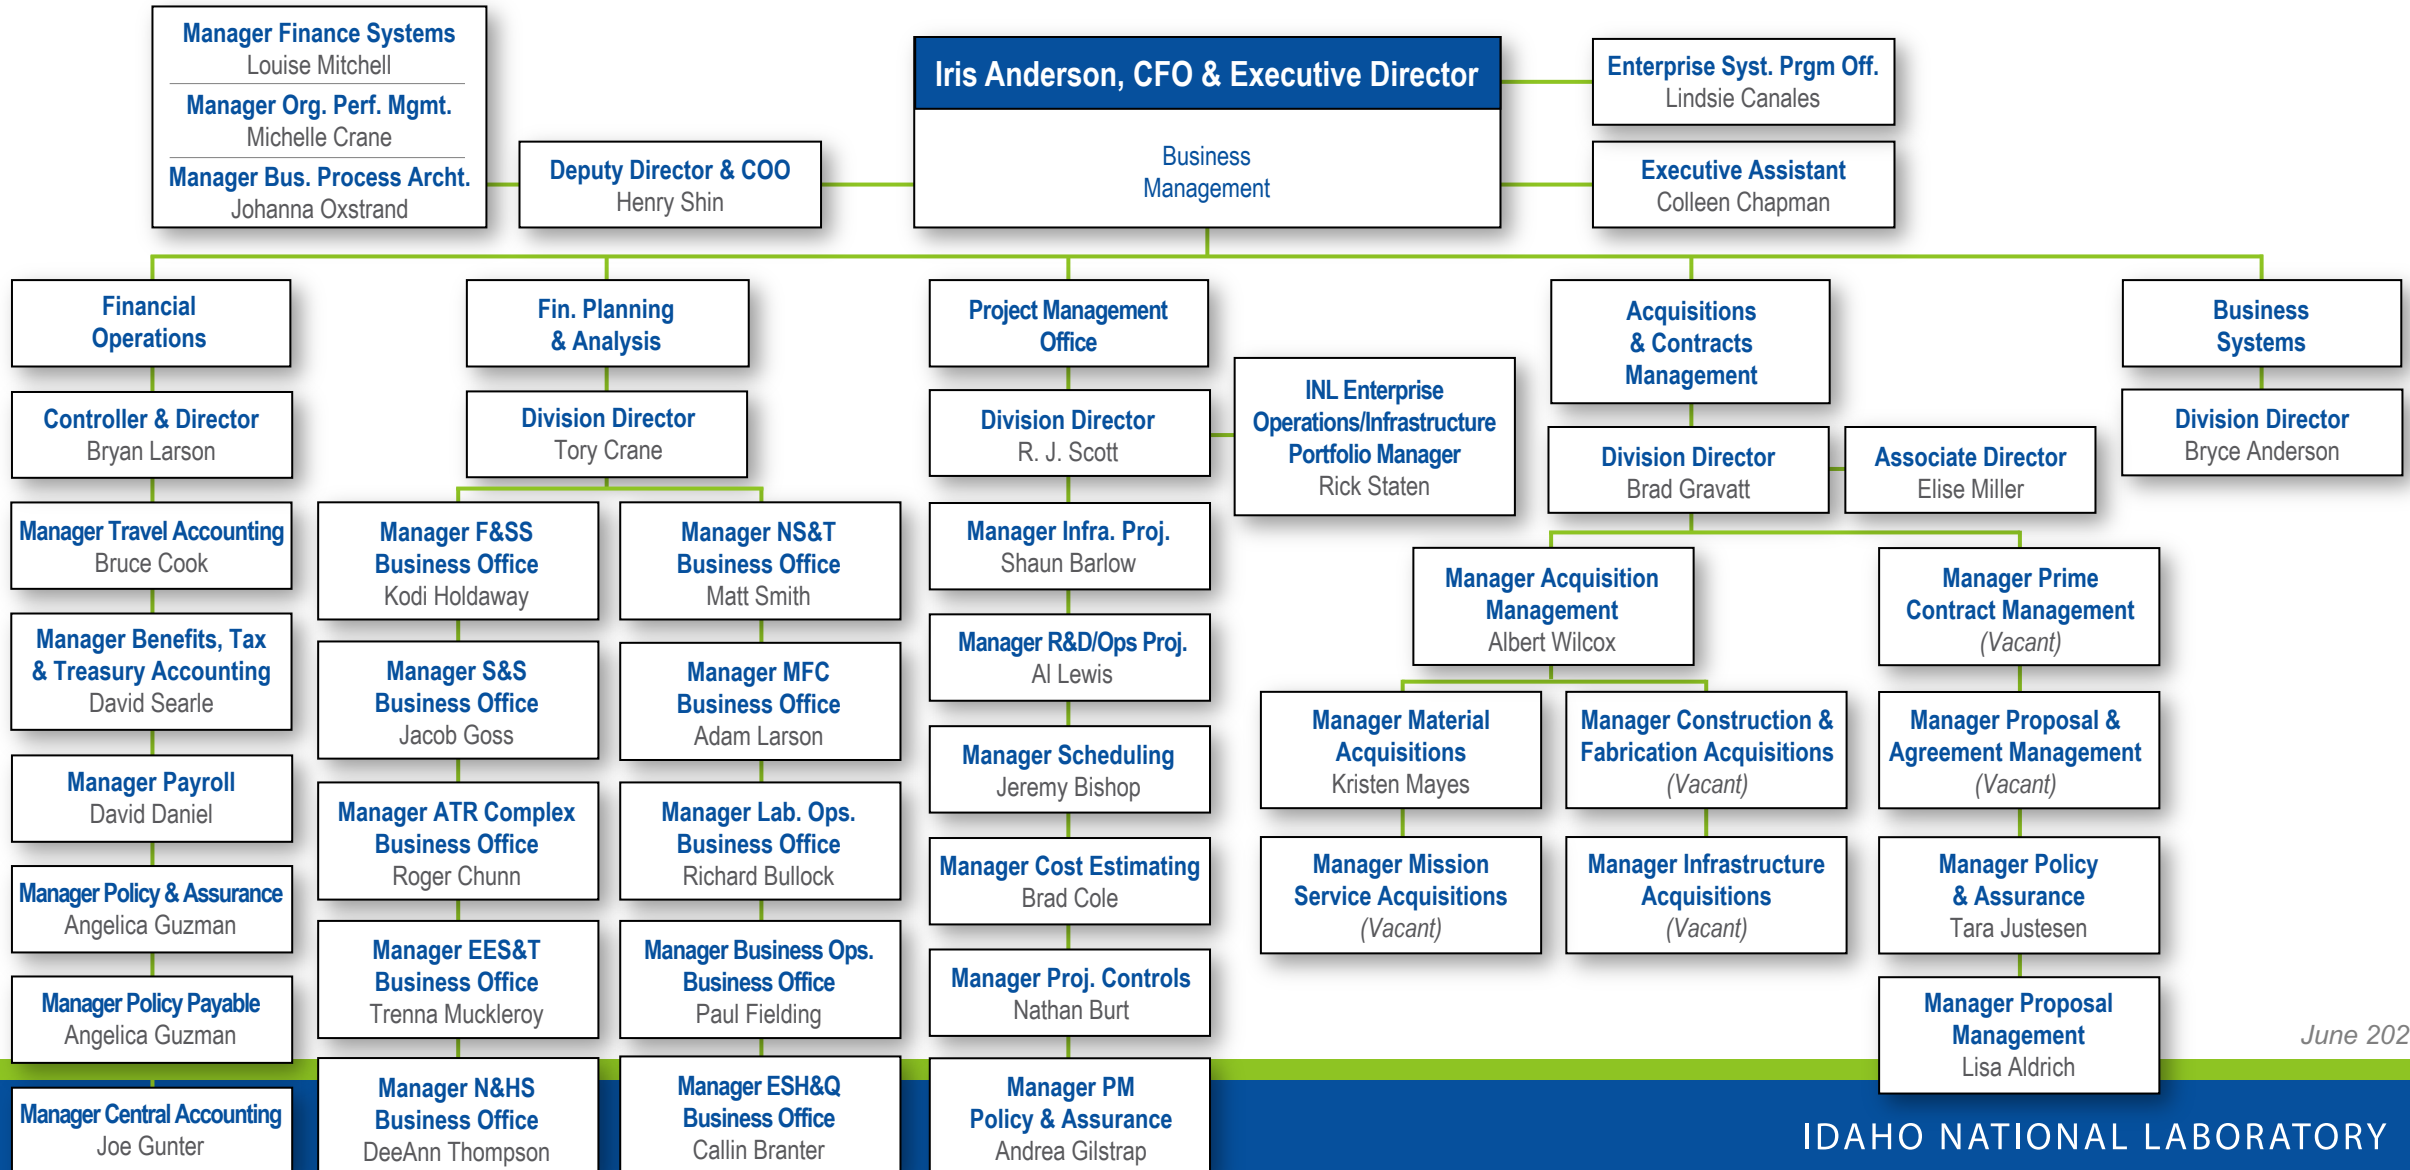 Manager Finance Systems
Louise Mitchell
Manager Org. Perf. Mgmt.
Michelle Crane
Manager Bus. Process Archt.
Johanna Oxstrand
Deputy Director & COO
Henry Shin
Iris Anderson, CFO & Executive Director
Business
Management
Enterprise Syst. Prgm Off.
Lindsie Canales
Executive Assistant
Colleen Chapman
Financial
Operations
Controller & Director
Bryan Larson
Manager Travel Accounting
Bruce Cook
Manager Benefits, Tax
& Treasury Accounting
David Searle
Manager Payroll
David Daniel
Manager Policy & Assurance
Angelica Guzman
Manager Policy Payable
Angelica Guzman
Manager Central Accounting
Joe Gunter
Fin. Planning
& Analysis
Division Director
Tory Crane
Manager F&SS
Business Office
Kodi Holdaway
Manager S&S
Business Office
Jacob Goss
Manager ATR Complex
Business Office
Roger Chunn
Manager EES&T
Business Office
Trenna Muckleroy
Manager N&HS
Business Office
DeeAnn Thompson
Manager NS&T
Business Office
Matt Smith
Manager MFC
Business Office
Adam Larson
Manager Lab. Ops.
Business Office
Richard Bullock
Manager Business Ops.
Business Office
Paul Fielding
Manager ESH&Q
Business Office
Callin Branter
Project Management
Office
Division Director
R. J. Scott
INL Enterprise
Operations/Infrastructure
Portfolio Manager
Rick Staten
Manager Infra. Proj.
Shaun Barlow
Manager R&D/Ops Proj.
Al Lewis
Manager Scheduling
Jeremy Bishop
Manager Cost Estimating
Brad Cole
Manager Proj. Controls
Nathan Burt
Manager PM
Policy & Assurance
Andrea Gilstrap
Acquisitions
& Contracts
Management
Division Director
Brad Gravatt
Associate Director
Elise Miller
Manager Acquisition
Management
Albert Wilcox
Manager Material
Acquisitions
Kristen Mayes
Manager Mission
Service Acquisitions
(Vacant)
Manager Construction &
Fabrication Acquisitions
(Vacant)
Manager Infrastructure
Acquisitions
(Vacant)
Manager Prime
Contract Management
(Vacant)
Manager Proposal &
Agreement Management
(Vacant)
Manager Policy
& Assurance
Tara Justesen
Manager Proposal
Management
Lisa Aldrich
Business
Systems
Division Director
Bryce Anderson
June 202
IDAHO NATIONAL LABORATORY